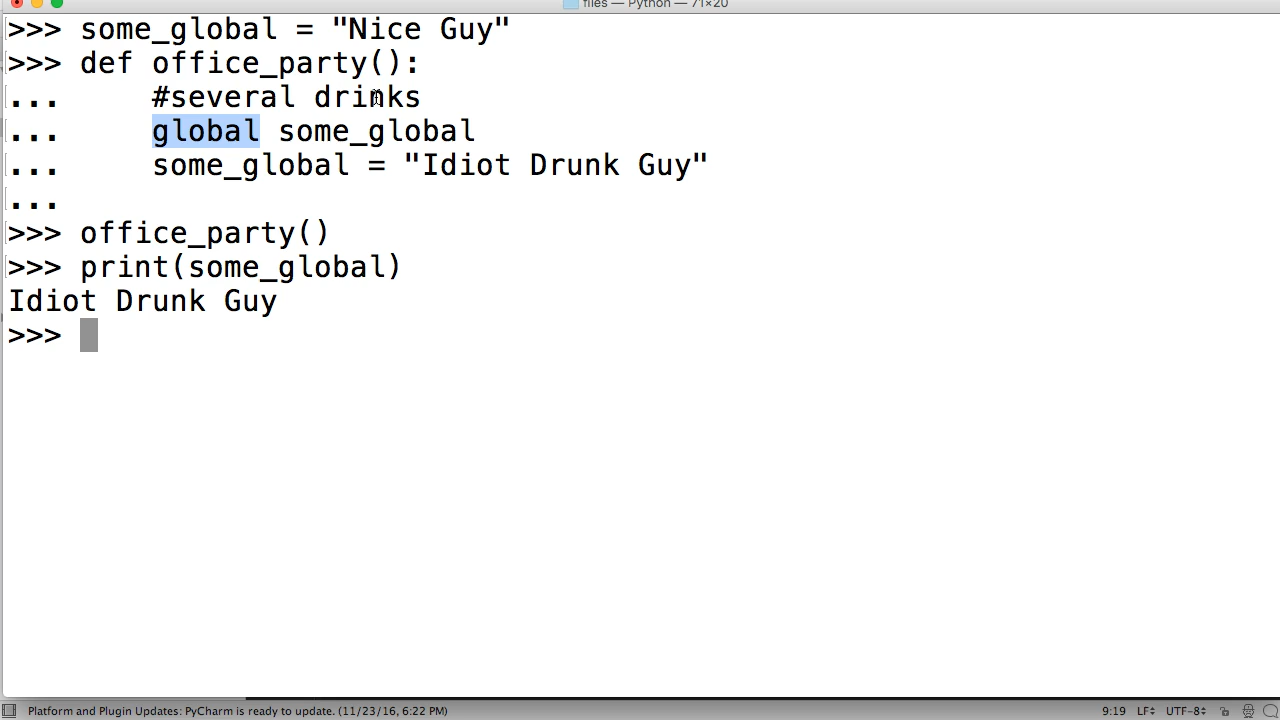 files — Python — 71×20
>>> some_global = "Nice Guy"
>>> def office_party():
...     #several drinks
...     global some_global
...     some_global = "Idiot Drunk Guy"
...
>>> office_party()
>>> print(some_global)
Idiot Drunk Guy
>>>
Platform and Plugin Updates: PyCharm is ready to update. (11/23/16, 6:22 PM) 9:19 LF UTF-8